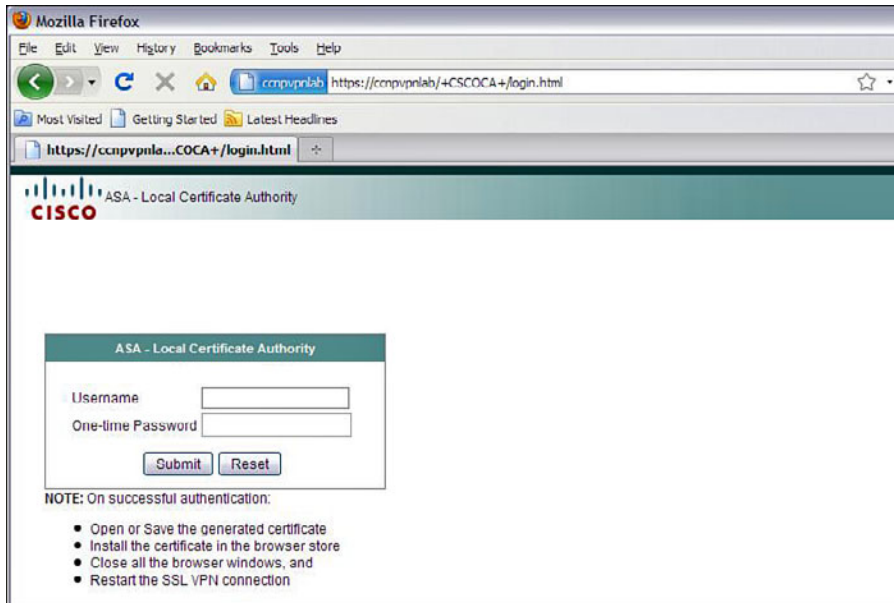 Mozilla Firefox
File Edit View History Bookmarks Tools Help
ccnpvpnlab https://ccnpvpnlab/+CSCOCA+/login.html
Most Visited Getting Started Latest Headlines
https://ccnpvpnla...COCA+/login.html
CISCO ASA - Local Certificate Authority
ASA - Local Certificate Authority
Username
One-time Password
Submit Reset
NOTE: On successful authentication:
• Open or Save the generated certificate
• Install the certificate in the browser store
• Close all the browser windows, and
• Restart the SSL VPN connection